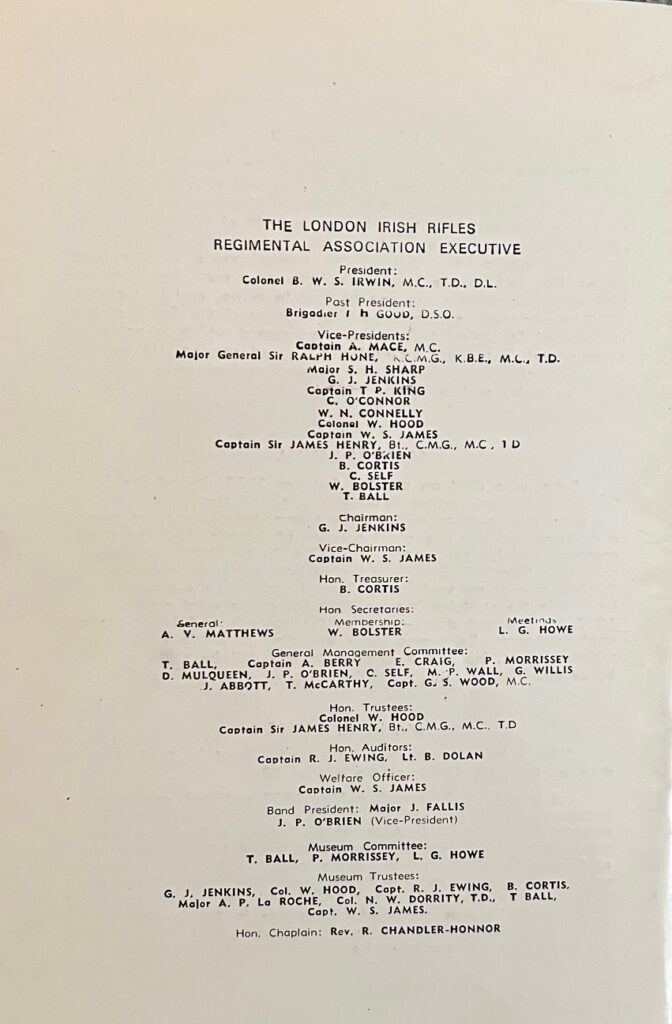 THE LONDON IRISH RIFLES
REGIMENTAL ASSOCIATION EXECUTIVE
President:
Colonel B. W. S. IRWIN, M.C., T.D., D.L.
Past President:
Brigadier I h GOOD, D.S.O.
Vice-Presidents:
Captain A. MACE, M.C.
Major General Sir RALPH HONE, K.C.M.G., K.B.E., M.C., T.D.
Major S. H. SHARP
G. J. JENKINS
Captain T P. KING
C. O'CONNOR
W. N. CONNELLY
Colonel W. HOOD
Captain W. S. JAMES
Captain Sir JAMES HENRY, Bt., C.M.G., M.C, T D
J. P. O'BRIEN
B. CORTIS
C. SELF
W. BOLSTER
T. BALL
Chairman:
G. J. JENKINS
Vice-Chairman:
Captain W. S. JAMES
Hon. Treasurer:
B. CORTIS
Hon Secretaries:
General: Membership: Meetings
A. V. MATTHEWS W. BOLSTER L. G. HOWE
General Management Committee:
T. BALL, Captain A. BERRY E. CRAIG, P. MORRISSEY
D. MULQUEEN, J. P. O'BRIEN, C. SELF, M. P. WALL, G. WILLIS
J. ABBOTT, T. McCARTHY, Capt. G. S. WOOD, M.C.
Hon. Trustees:
Colonel W. HOOD
Captain Sir JAMES HENRY, Bt., C.M.G., M.C., T.D
Hon. Auditors:
Captain R. J. EWING, Lt. B. DOLAN
Welfare Officer:
Captain W. S. JAMES
Band President: Major J. FALLIS
J. P. O'BRIEN (Vice-President)
Museum Committee:
T. BALL, P. MORRISSEY, L. G. HOWE
Museum Trustees:
G. J. JENKINS, Col. W. HOOD, Capt. R. J. EWING, B. CORTIS,
Major A. P. La ROCHE, Col. N. W. DORRITY, T.D., T BALL,
Capt. W. S. JAMES.
Hon. Chaplain: Rev. R. CHANDLER-HONNOR